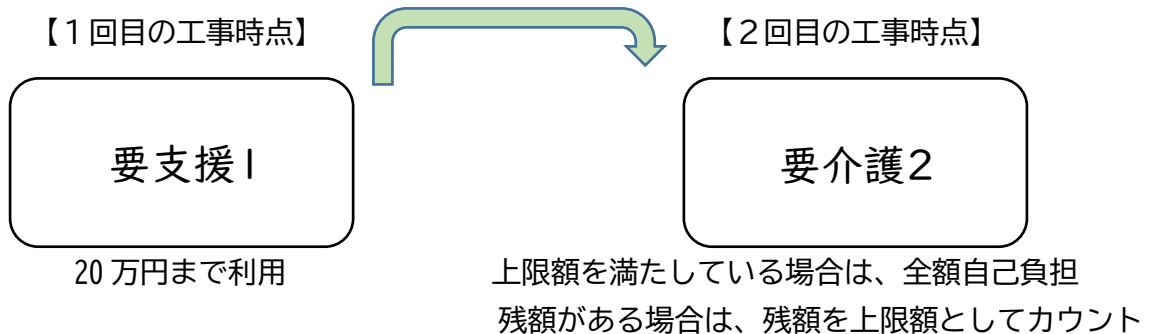 【1回目の工事時点】
【2回目の工事時点】
要支援1
要介護2
20万円まで利用
上限額を満たしている場合は、全額自己負担
残額がある場合は、残額を上限額としてカウント